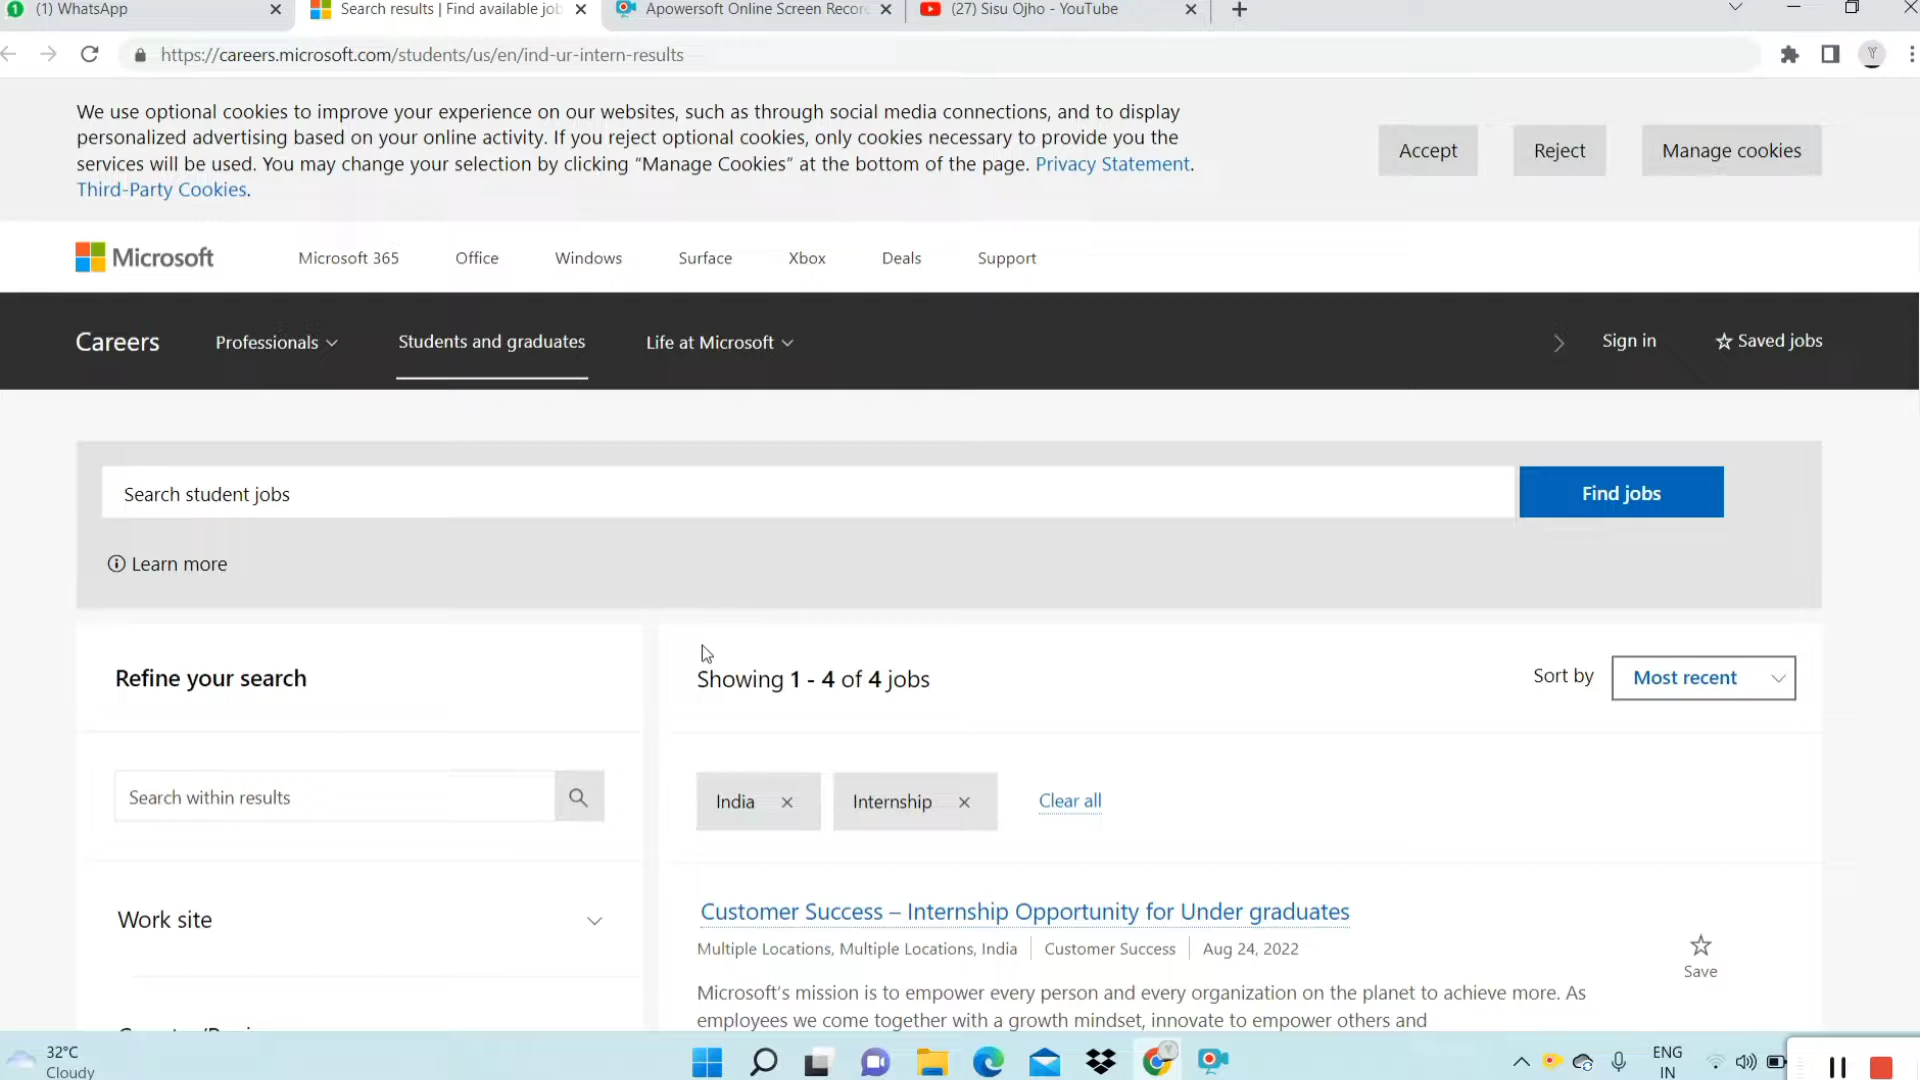 (1) WhatsApp
Search results | Find available job
Apowersoft Online Screen Recor
(27) Sisu Ojho - YouTube
https://careers.microsoft.com/students/us/en/ind-ur-intern-results
Y
We use optional cookies to improve your experience on our websites, such as through social media connections, and to display
personalized advertising based on your online activity. If you reject optional cookies, only cookies necessary to provide you the
services will be used. You may change your selection by clicking “Manage Cookies” at the bottom of the page. Privacy Statement.
Third-Party Cookies.
Accept
Reject
Manage cookies
Microsoft
Microsoft 365
Office
Windows
Surface
Xbox
Deals
Support
Careers
Professionals
Students and graduates
Life at Microsoft
Sign in
Saved jobs
Search student jobs
Find jobs
Learn more
Refine your search
Showing 1 - 4 of 4 jobs
Sort by
Most recent
Search within results
India
Internship
Clear all
Work site
Customer Success – Internship Opportunity for Under graduates
Multiple Locations, Multiple Locations, India | Customer Success | Aug 24, 2022
Save
Microsoft’s mission is to empower every person and every organization on the planet to achieve more. As
employees we come together with a growth mindset, innovate to empower others and
32°C
Cloudy
ENG
IN